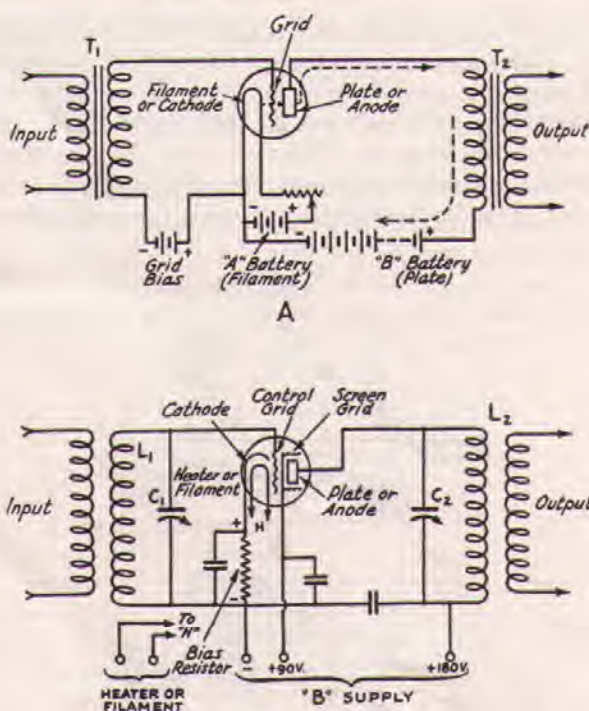 Grid
T1
T2
Filament
or Cathode
Plate or
Anode
Input
Output
- +
- +
- +
Grid
Bias
"A" Battery
(Filament)
"B" Battery
(Plate)
A
Control
Grid
Screen
Grid
Cathode
L1
L2
Heater or
Filament
Plate or
Anode
C1
C2
Input
Output
H
+
-
To
"H"
Bias
Resistor
-
+90V.
+180V.
HEATER OR
FILAMENT
"B" SUPPLY